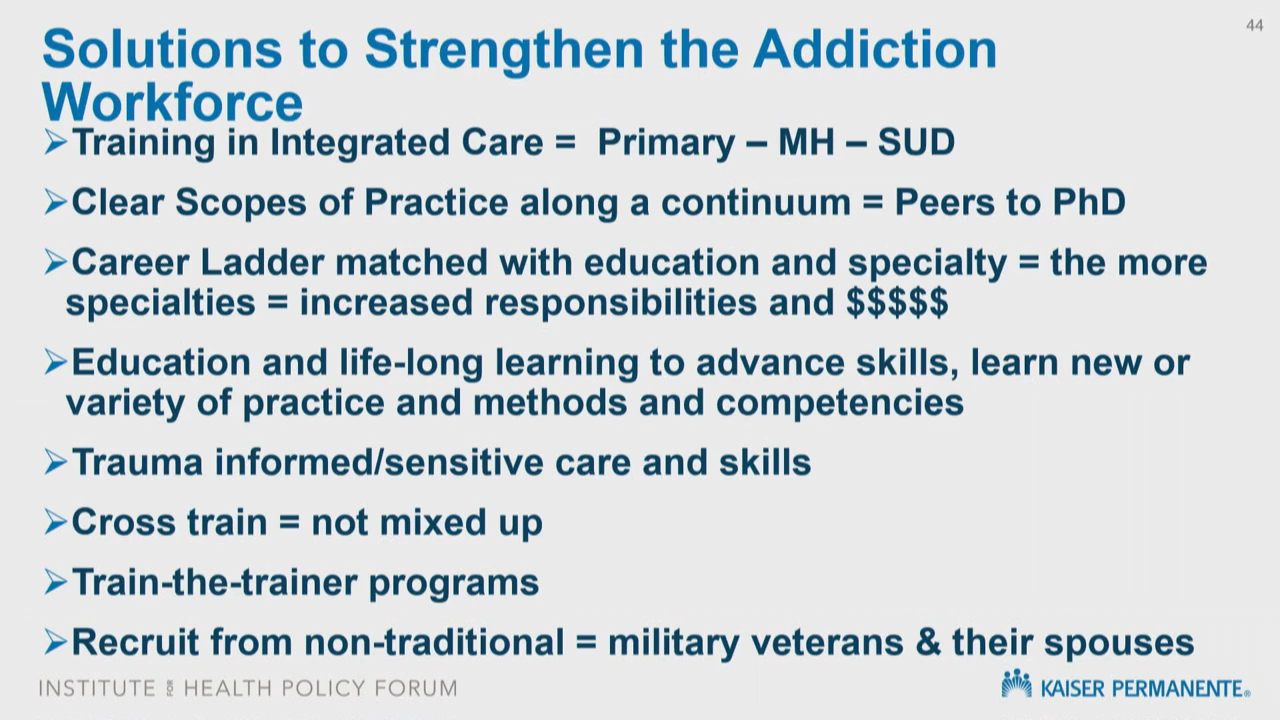 44
Solutions to Strengthen the Addiction
Workforce
➢Training in Integrated Care = Primary – MH – SUD
➢Clear Scopes of Practice along a continuum = Peers to PhD
➢Career Ladder matched with education and specialty = the more
specialties = increased responsibilities and $$$$$
➢Education and life-long learning to advance skills, learn new or
variety of practice and methods and competencies
➢Trauma informed/sensitive care and skills
➢Cross train = not mixed up
➢Train-the-trainer programs
➢Recruit from non-traditional = military veterans & their spouses
INSTITUTE FOR HEALTH POLICY FORUM
KAISER PERMANENTE®